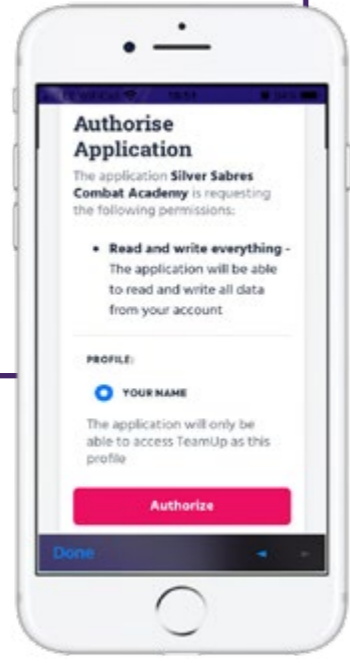 Authorise
Application
The application Silver Sabres
Combat Academy is requesting
the following permissions:
• Read and write everything -
The application will be able
to read and write all data
from your account
PROFILE:
YOUR NAME
The application will only be
able to access TeamUp as this
profile
Authorize
Done